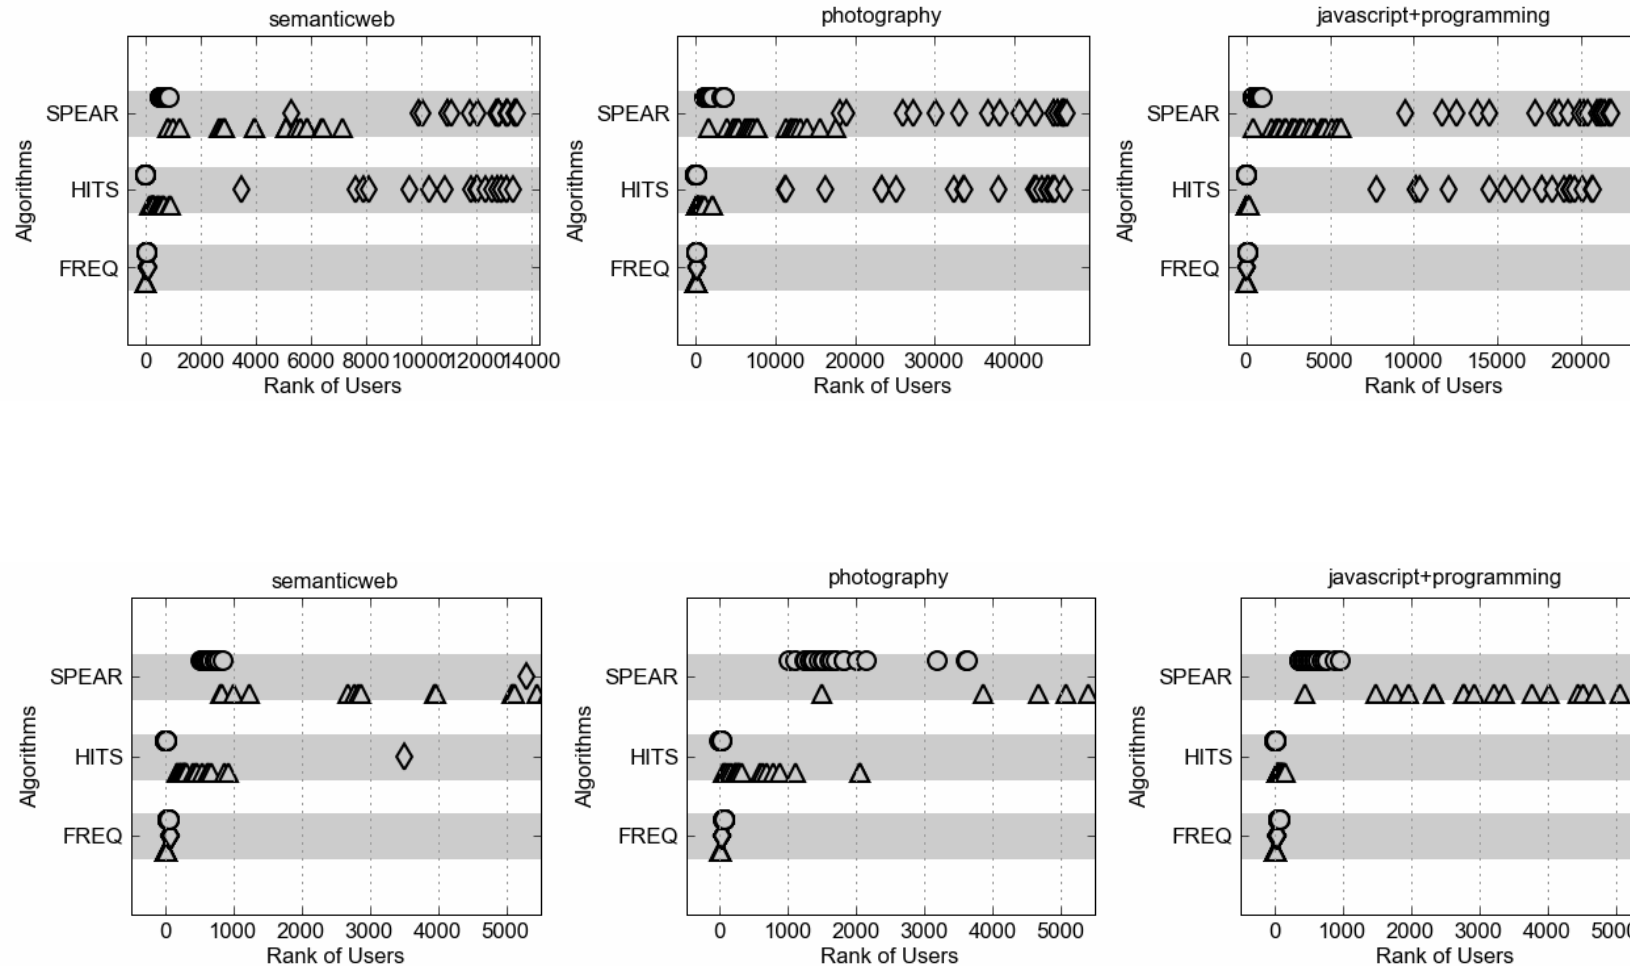 semanticweb
SPEAR
HITS
FREQ
Algorithms
0 2000 4000 6000 8000 10000 12000 14000
Rank of Users
photography
SPEAR
HITS
FREQ
Algorithms
0 10000 20000 30000 40000
Rank of Users
javascript+programming
SPEAR
HITS
FREQ
Algorithms
0 5000 10000 15000 20000
Rank of Users
semanticweb
SPEAR
HITS
FREQ
Algorithms
0 1000 2000 3000 4000 5000
Rank of Users
photography
SPEAR
HITS
FREQ
Algorithms
0 1000 2000 3000 4000 5000
Rank of Users
javascript+programming
SPEAR
HITS
FREQ
Algorithms
0 1000 2000 3000 4000
Rank of Users